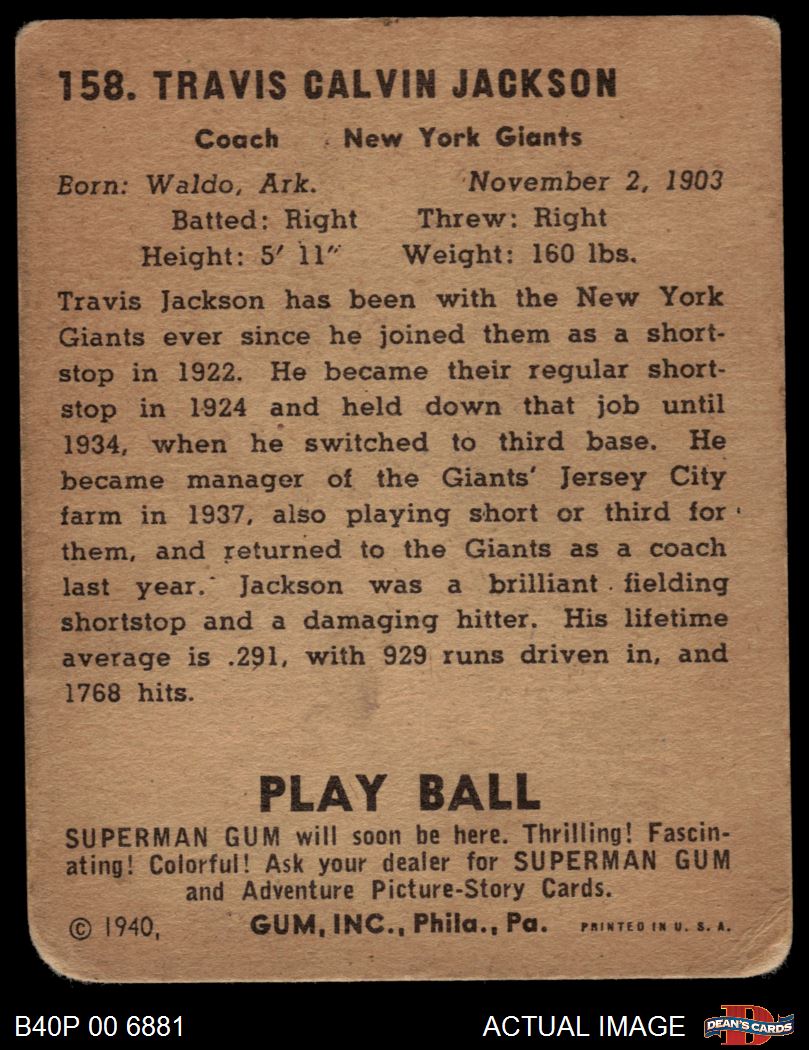 158. TRAVIS CALVIN JACKSON
Coach New York Giants
Born: Waldo, Ark. November 2, 1903
Batted: Right Threw: Right
Height: 5' 11" Weight: 160 lbs.
Travis Jackson has been with the New York
Giants ever since he joined them as a short-
stop in 1922. He became their regular short-
stop in 1924 and held down that job until
1934, when he switched to third base. He
became manager of the Giants' Jersey City
farm in 1937, also playing short or third for
them, and returned to the Giants as a coach
last year. Jackson was a brilliant fielding
shortstop and a damaging hitter. His lifetime
average is .291, with 929 runs driven in, and
1768 hits.
PLAY BALL
SUPERMAN GUM will soon be here. Thrilling! Fascin-
ating! Colorful! Ask your dealer for SUPERMAN GUM
and Adventure Picture-Story Cards.
© 1940, GUM, INC., Phila., Pa. PRINTED IN U. S. A.
B40P 00 6881 ACTUAL IMAGE D DEAN'S CARDS